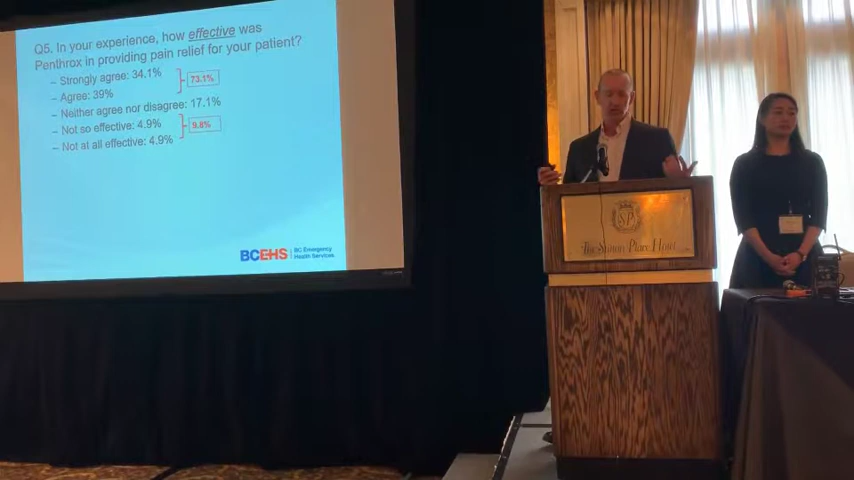 Q5. In your experience, how effective was
Penthrox in providing pain relief for your patient?
– Strongly agree: 34.1%
73.1%
– Agree: 39%
– Neither agree nor disagree: 17.1%
– Not so effective: 4.9%
9.8%
– Not at all effective: 4.9%
BCEHS
BC Emergency
Health Services
SP
The Sutton Place Hotel